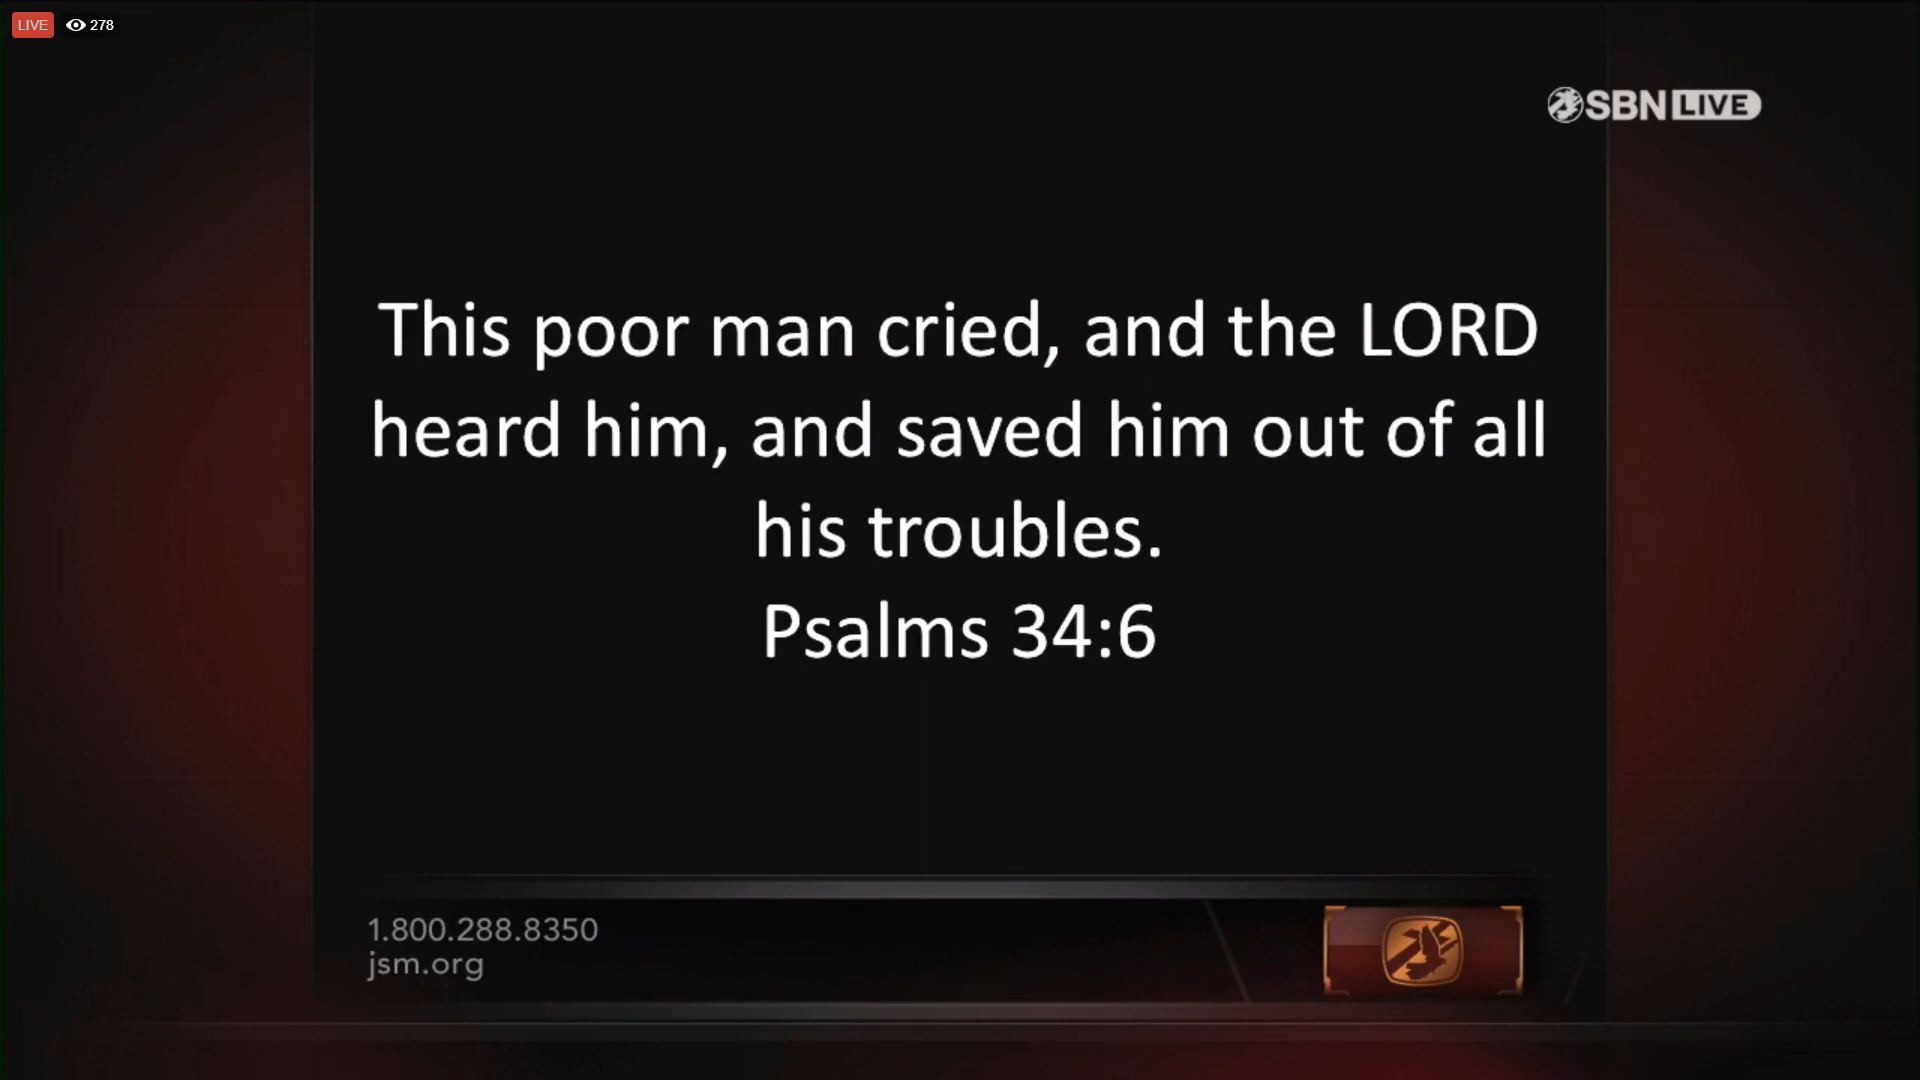 LIVE 278
SBN LIVE
This poor man cried, and the LORD
heard him, and saved him out of all
his troubles.
Psalms 34:6
1.800.288.8350
jsm.org